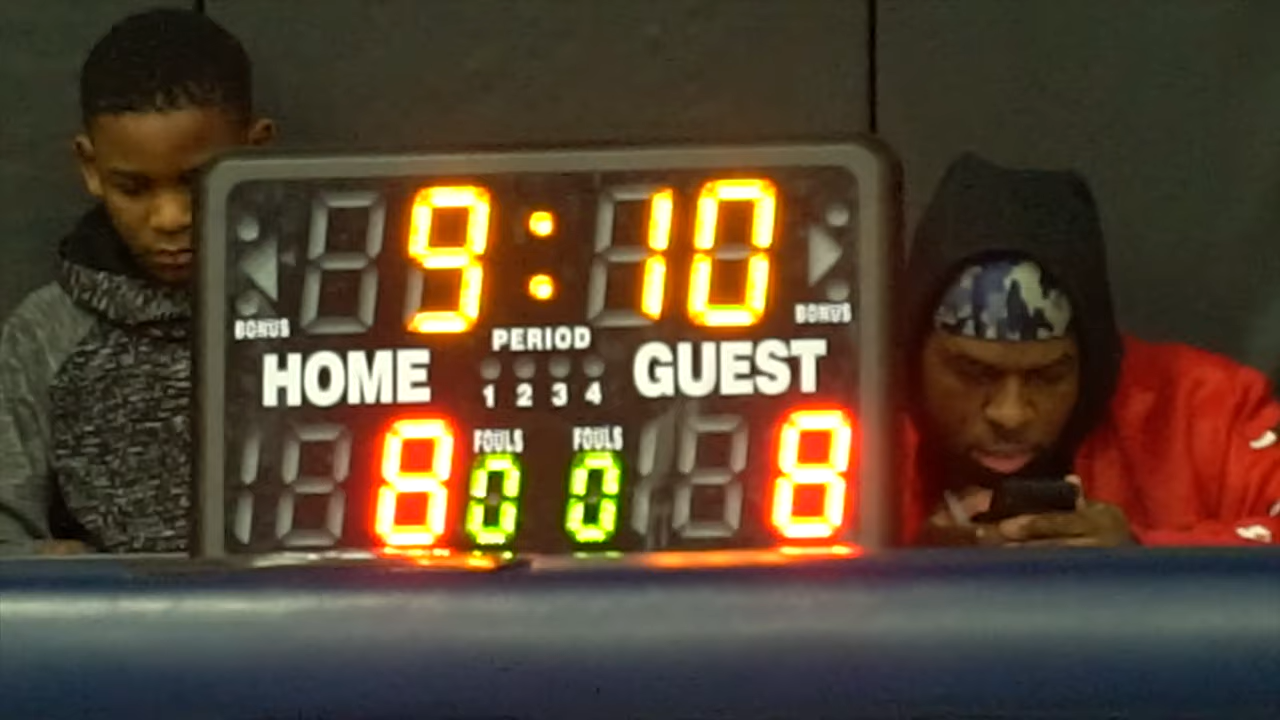 9:10
BONUS PERIOD BONUS
HOME 1 2 3 4 GUEST
FOULS FOULS
8 0 0 8